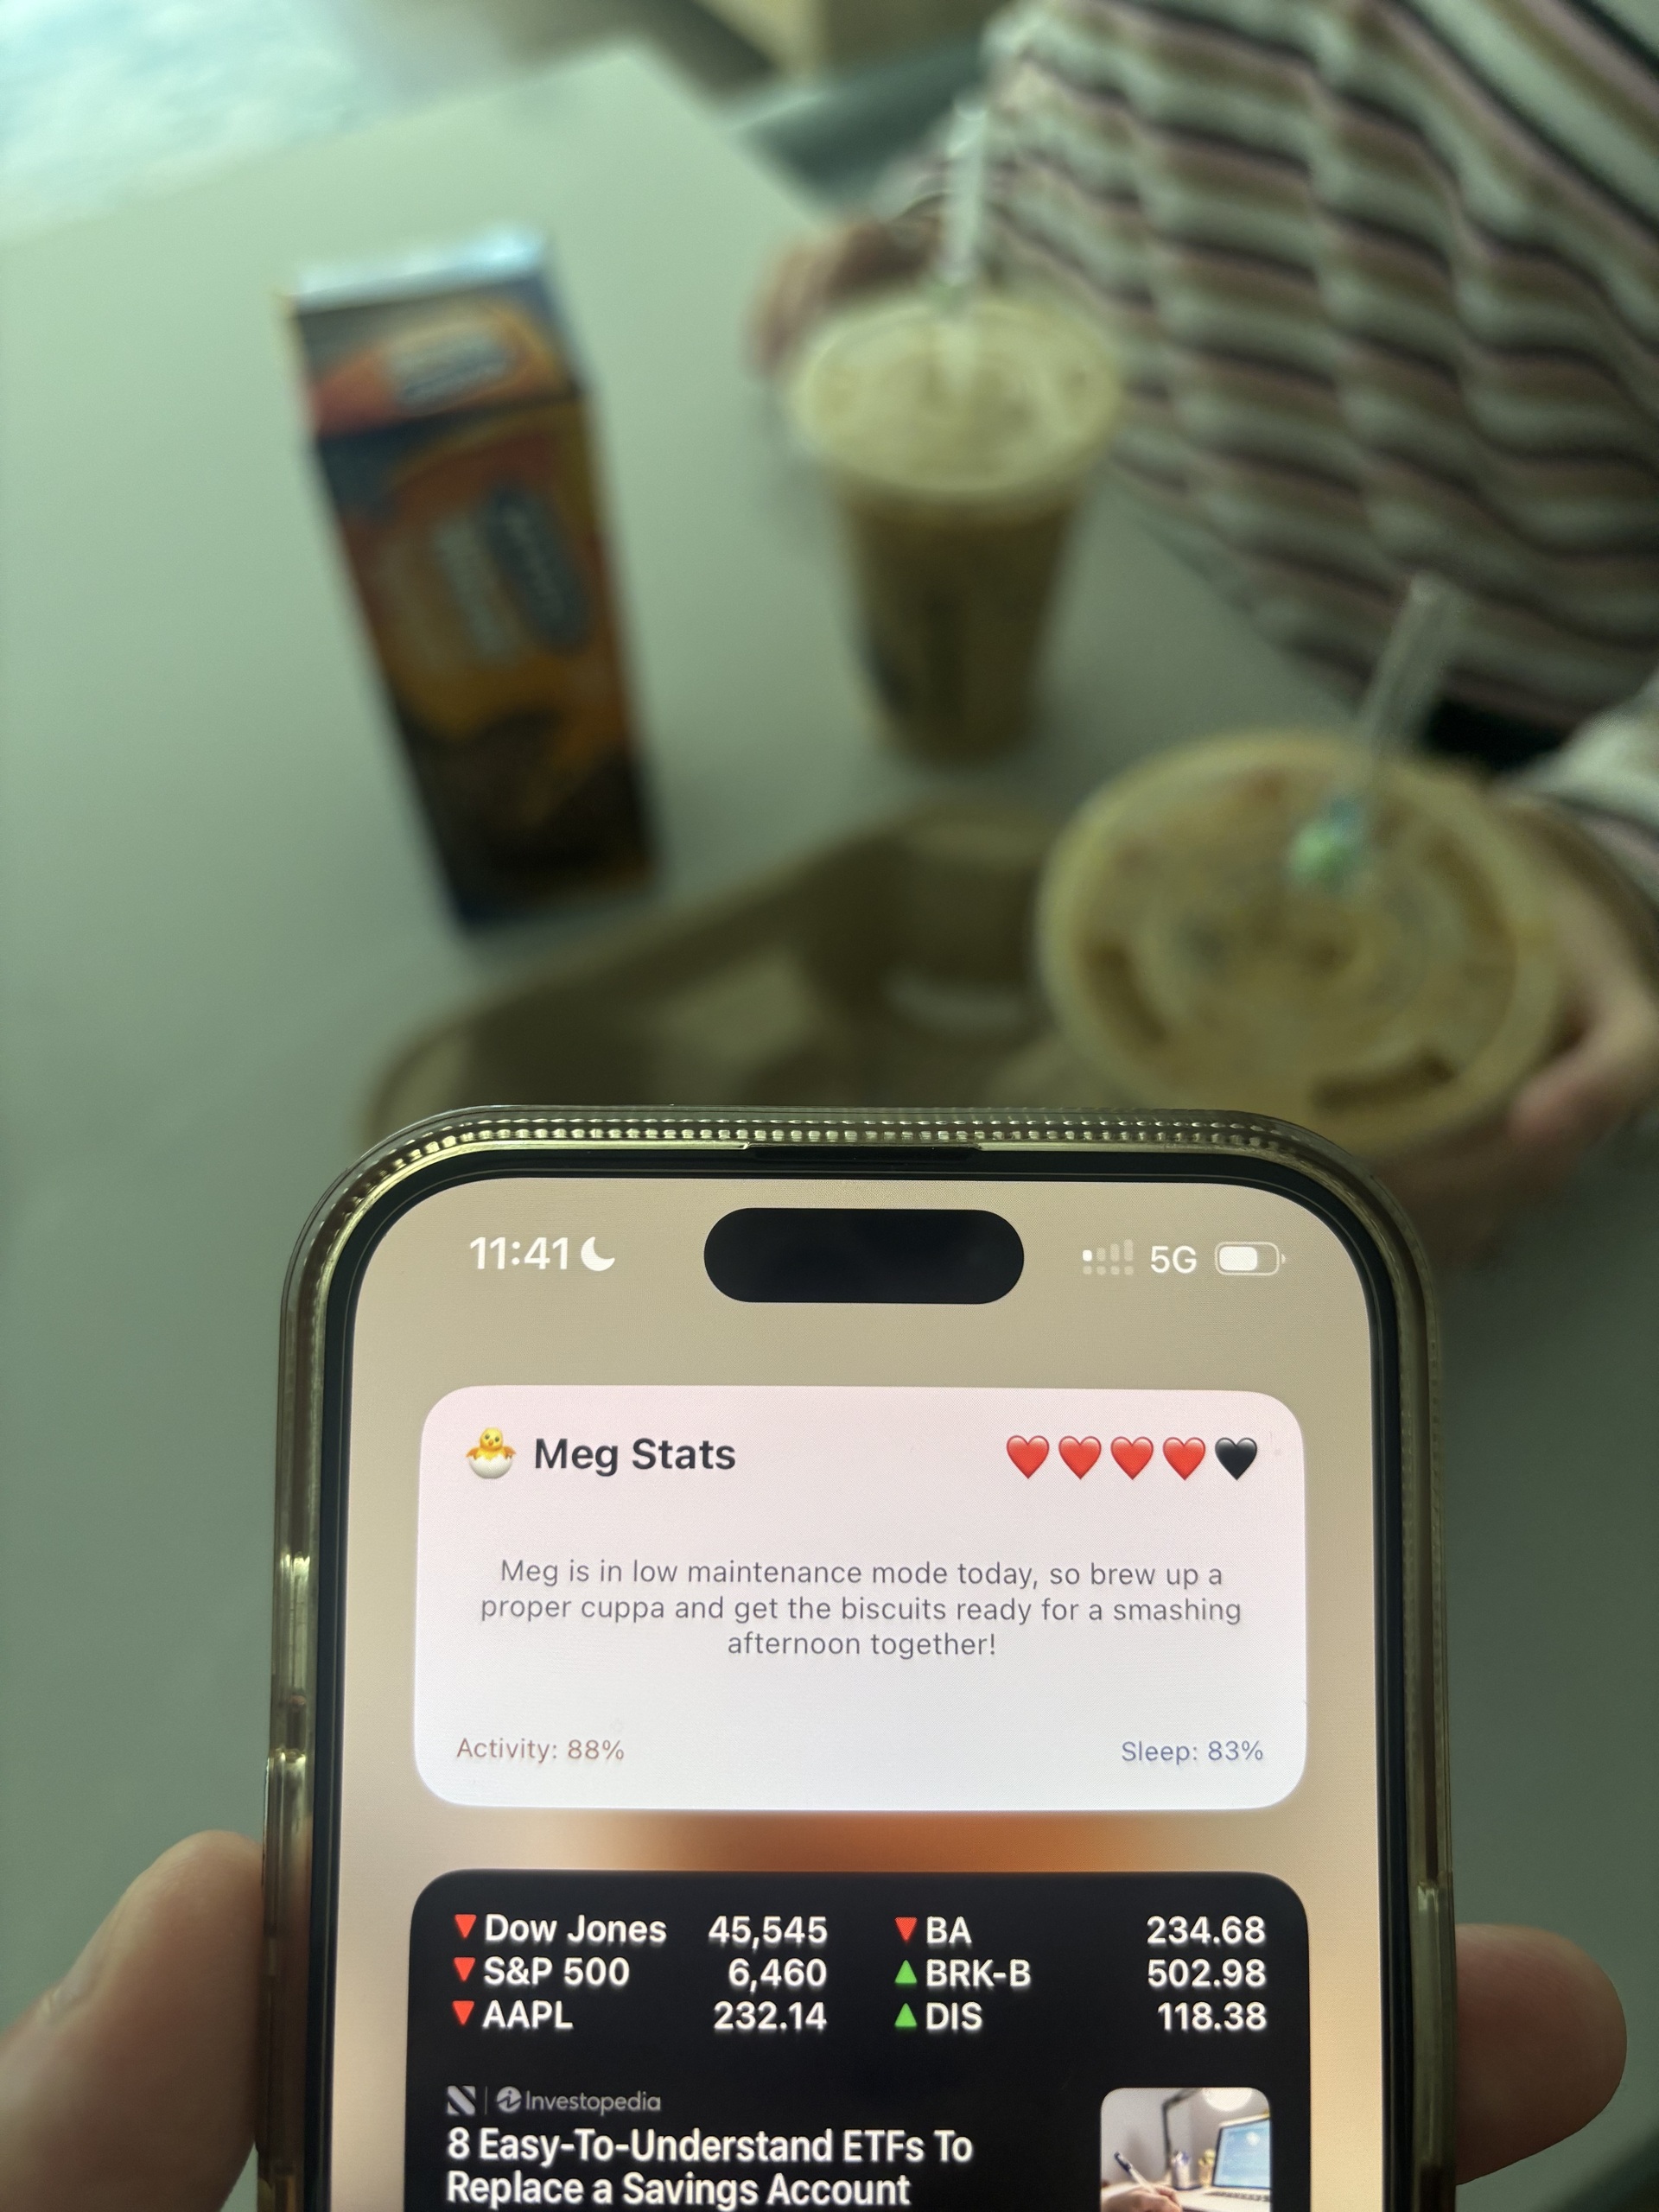 11:41
5G
Meg Stats
Meg is in low maintenance mode today, so brew up a
proper cuppa and get the biscuits ready for a smashing
afternoon together!
Activity: 88%
Sleep: 83%
Dow Jones 45,545
S&P 500 6,460
AAPL 232.14
BA 234.68
BRK-B 502.98
DIS 118.38
Investopedia
8 Easy-To-Understand ETFs To
Replace a Savings Account